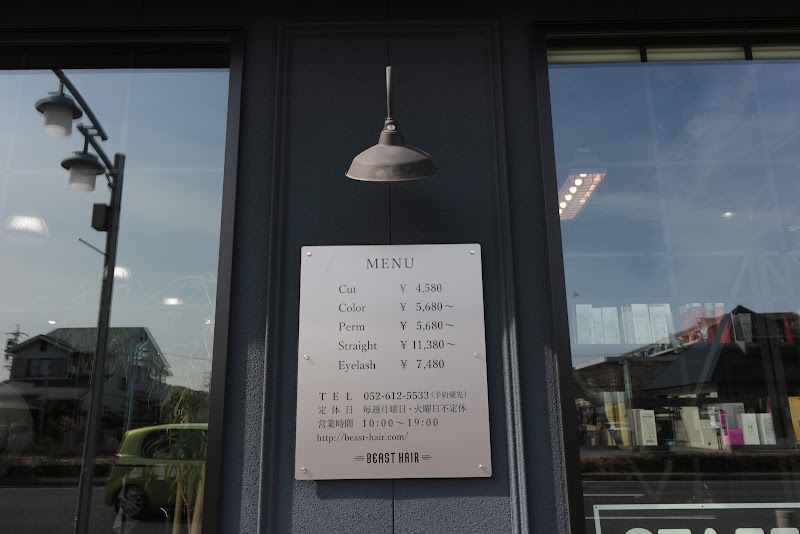 MENU
Cut ¥ 4,580
Color ¥ 5,680～
Perm ¥ 5,680～
Straight ¥ 11,380～
Eyelash ¥ 7,480
TEL 052-612-5533（予約優先）
定休日 毎週月曜日・火曜日不定休
営業時間 10:00～19:00
http://beast-hair.com/
BEAST HAIR